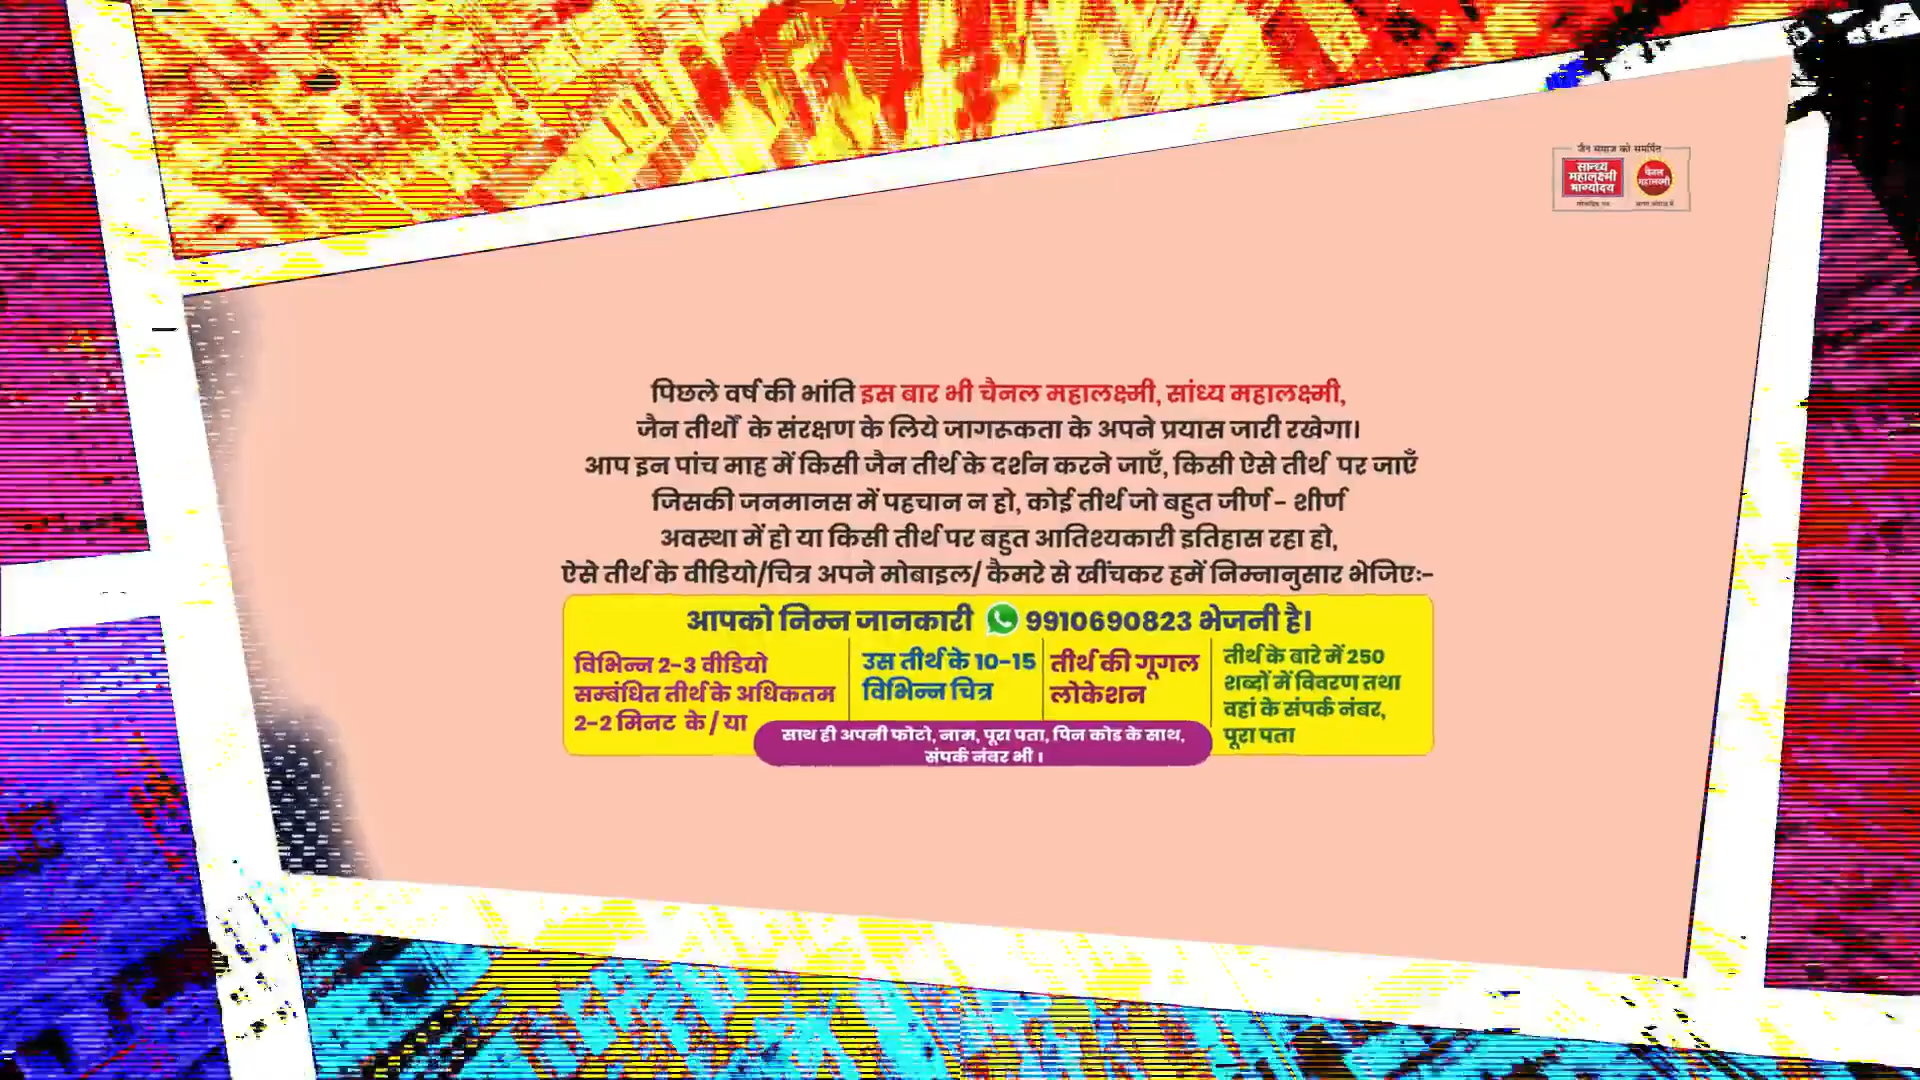 जैन समाज को समर्पित
सान्ध्य
महालक्ष्मी
भाग्योदय
चैनल
महालक्ष्मी
पिछले वर्ष की भांति इस बार भी चैनल महालक्ष्मी, सांध्य महालक्ष्मी,
जैन तीर्थों के संरक्षण के लिये जागरूकता के अपने प्रयास जारी रखेगा।
आप इन पांच माह में किसी जैन तीर्थ के दर्शन करने जाएँ, किसी ऐसे तीर्थ पर जाएँ
जिसकी जनमानस में पहचान न हो, कोई तीर्थ जो बहुत जीर्ण - शीर्ण
अवस्था में हो या किसी तीर्थ पर बहुत आतिश्यकारी इतिहास रहा हो,
ऐसे तीर्थ के वीडियो/चित्र अपने मोबाइल/ कैमरे से खींचकर हमें निम्नानुसार भेजिएः-
आपको निम्न जानकारी 9910690823 भेजनी है।
विभिन्न 2-3 वीडियो
सम्बंधित तीर्थ के अधिकतम
2-2 मिनट के / या
उस तीर्थ के 10-15
विभिन्न चित्र
तीर्थ की गूगल
लोकेशन
तीर्थ के बारे में 250
शब्दों में विवरण तथा
वहां के संपर्क नंबर,
पूरा पता
साथ ही अपनी फोटो, नाम, पूरा पता, पिन कोड के साथ,
संपर्क नंबर भी ।